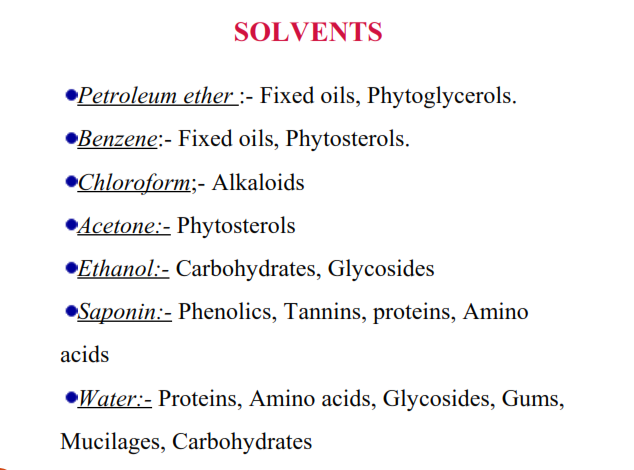 SOLVENTS
●Petroleum ether :- Fixed oils, Phytoglycerols.
●Benzene:- Fixed oils, Phytosterols.
●Chloroform;- Alkaloids
●Acetone:- Phytosterols
●Ethanol:- Carbohydrates, Glycosides
●Saponin:- Phenolics, Tannins, proteins, Amino
acids
●Water:- Proteins, Amino acids, Glycosides, Gums,
Mucilages, Carbohydrates